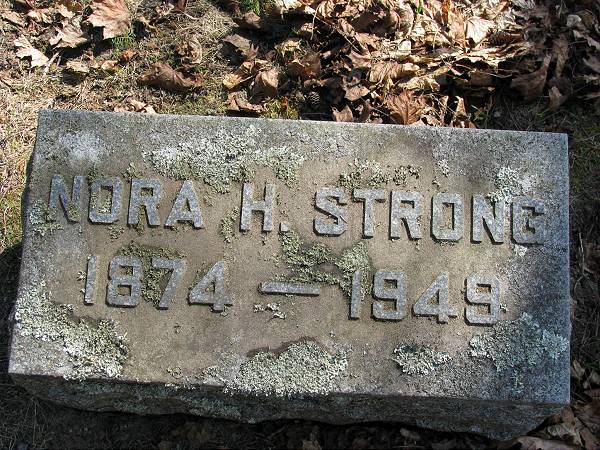 NORA H. STRONG
1874 — 1949